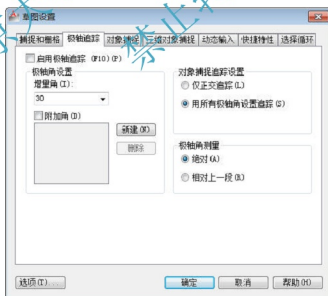 草图设置
捕捉和栅格 极轴追踪 对象捕捉 三维对象捕捉 动态输入 快捷特性 选择循环
启用极轴追踪 (F10)(P)
极轴角设置
增量角(I):
30
附加角(D)
新建(N)
删除
对象捕捉追踪设置
仅正交追踪(L)
用所有极轴角设置追踪(S)
极轴角测量
绝对(A)
相对上一段(R)
选项(T)...
确定 取消 帮助(H)
禁止